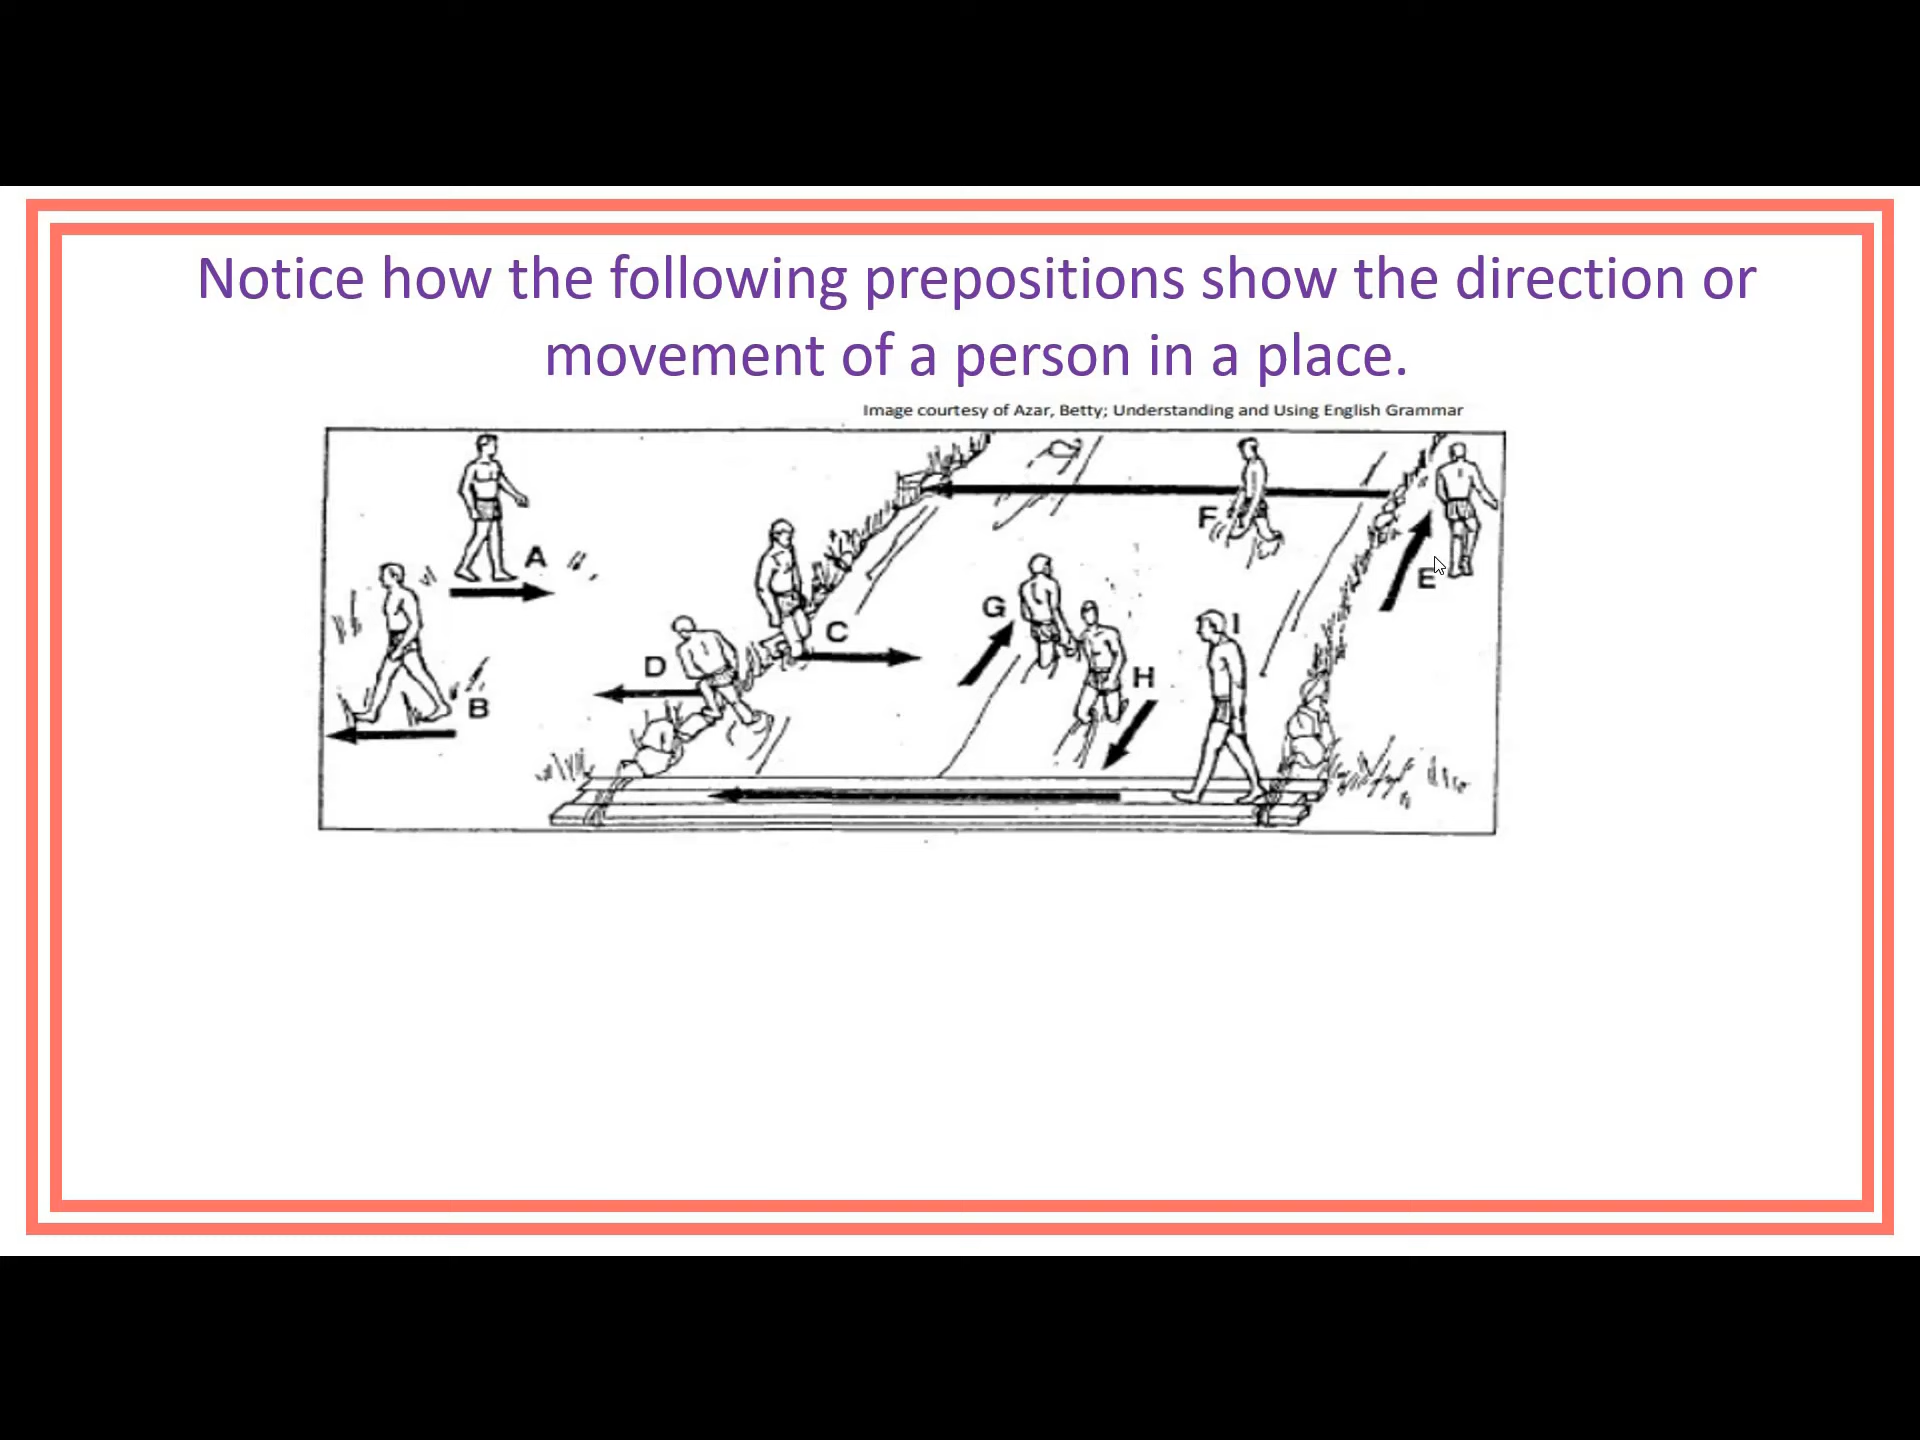 Notice how the following prepositions show the direction or
movement of a person in a place.
Image courtesy of Azar, Betty; Understanding and Using English Grammar
A
F
E
G
C
I
D
H
B